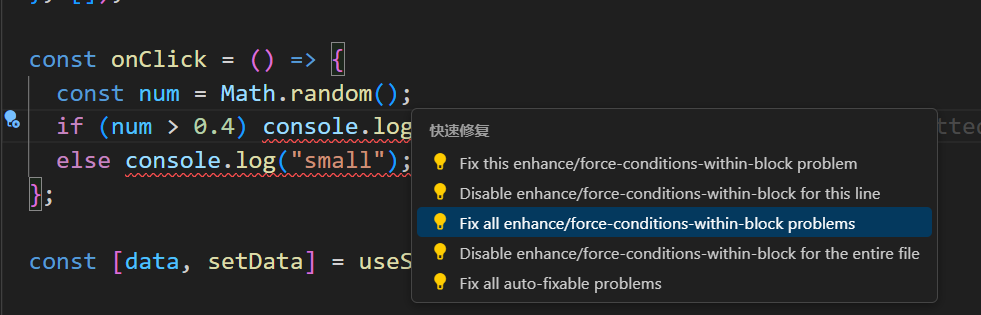 const onClick = () => {
const num = Math.random();
if (num > 0.4) console.log
else console.log("small");
};
const [data, setData] = useS
快速修复
Fix this enhance/force-conditions-within-block problem
Disable enhance/force-conditions-within-block for this line
Fix all enhance/force-conditions-within-block problems
Disable enhance/force-conditions-within-block for the entire file
Fix all auto-fixable problems